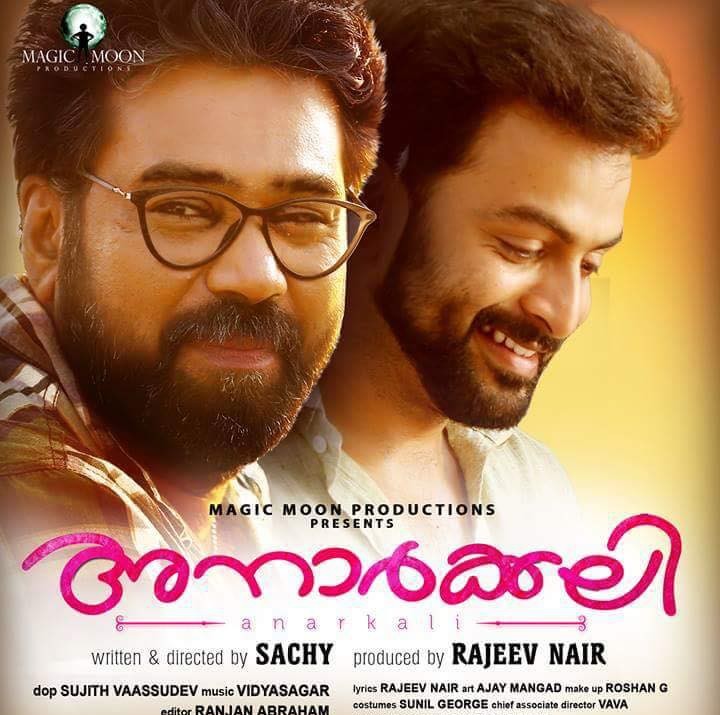 MAGIC MOON
PRODUCTIONS
MAGIC MOON PRODUCTIONS
PRESENTS
അനാർക്കലി
anarkali
written & directed by SACHY produced by RAJEEV NAIR
dop SUJITH VAASSUDEV music VIDYASAGAR
editor RANJAN ABRAHAM
lyrics RAJEEV NAIR art AJAY MANGAD make up ROSHAN G
costumes SUNIL GEORGE chief associate director VAVA